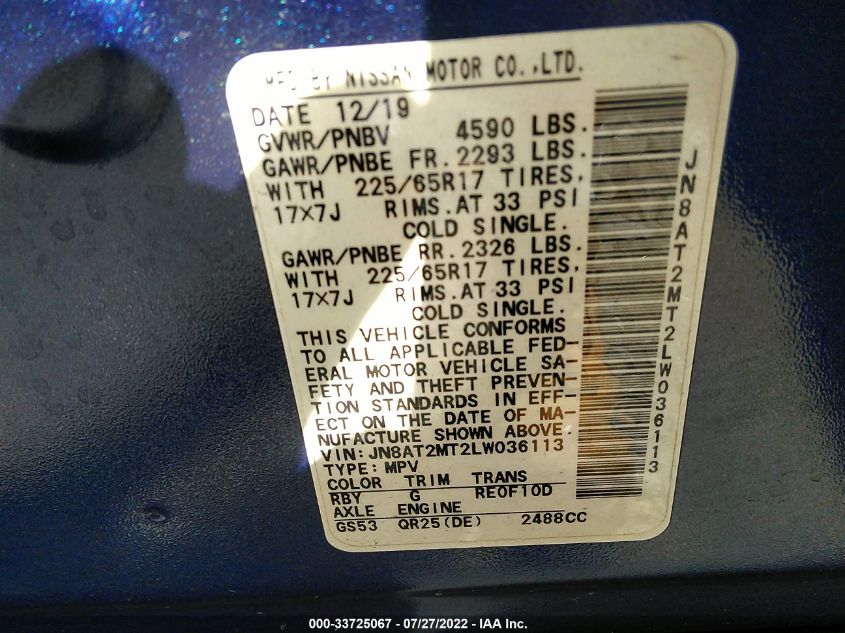 MFD BY NISSAN MOTOR CO.,LTD.
DATE 12/19
GVWR/PNBV 4590 LBS.
GAWR/PNBE FR.2293 LBS.
WITH 225/65R17 TIRES,
17×7J RIMS.AT 33 PSI
COLD SINGLE.
GAWR/PNBE RR.2326 LBS.
WITH 225/65R17 TIRES,
17×7J RIMS.AT 33 PSI
COLD SINGLE.
THIS VEHICLE CONFORMS
TO ALL APPLICABLE FED-
ERAL MOTOR VEHICLE SA-
FETY AND THEFT PREVEN-
TION STANDARDS IN EFF-
ECT ON THE DATE OF MA-
NUFACTURE SHOWN ABOVE.
VIN:JN8AT2MT2LW036113
TYPE:MPV
COLOR TRIM TRANS
RBY G RE0F10D
AXLE ENGINE
GS53 QR25(DE) 2488CC
JN8AT2MT2LW036113
000-33725067 / 07/27/2022 - IAA Inc.